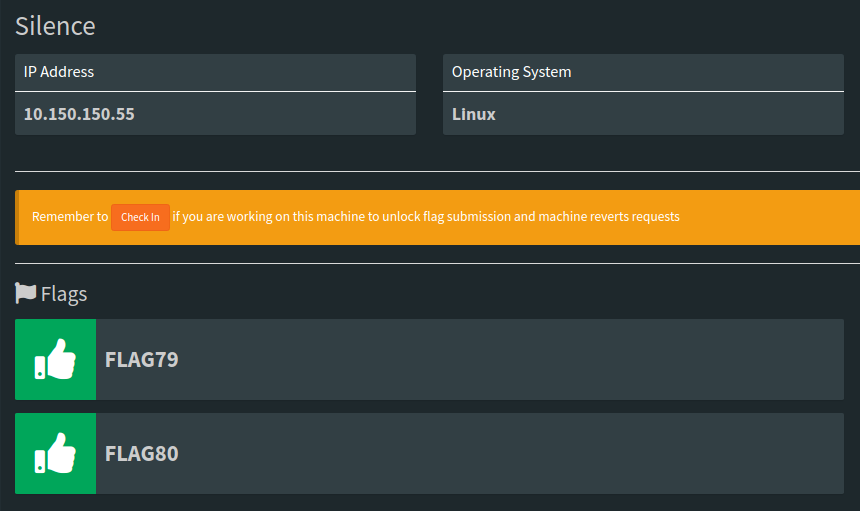 Silence
IP Address
10.150.150.55
Operating System
Linux
Remember to Check In if you are working on this machine to unlock flag submission and machine reverts requests
Flags
FLAG79
FLAG80